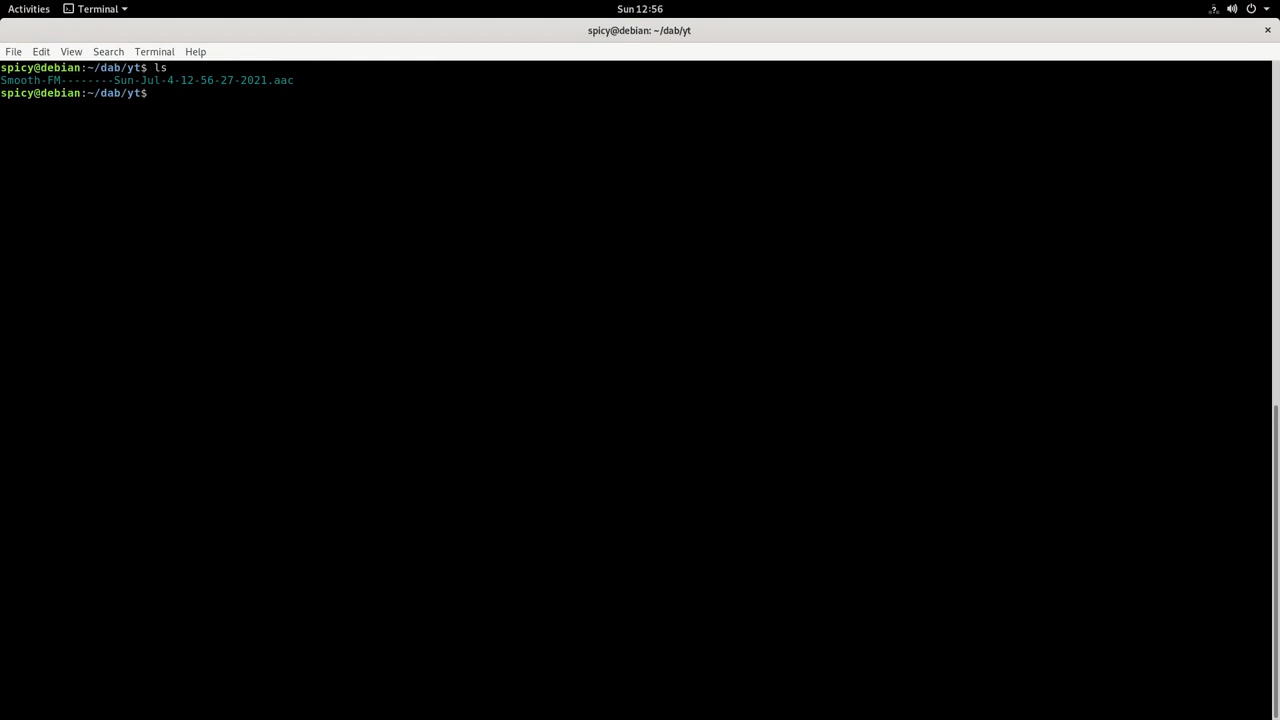 Activities Terminal Sun 12:56
spicy@debian: ~/dab/yt
File Edit View Search Terminal Help
spicy@debian:~/dab/yt$ ls
Smooth-FM--------Sun-Jul-4-12-56-27-2021.aac
spicy@debian:~/dab/yt$